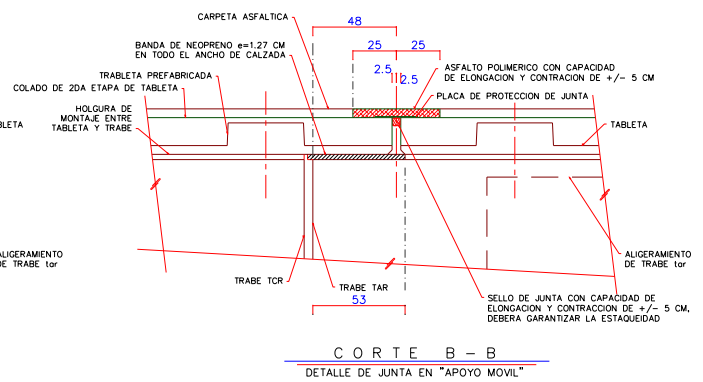 CARPETA ASFALTICA
48
25
25
BANDA DE NEOPRENO e=1.27 CM
EN TODO EL ANCHO DE CALZADA
2.5
2.5
ASFALTO POLIMERICO CON CAPACIDAD
DE ELONGACION Y CONTRACION DE +/- 5 CM
TRABLETA PREFABRICADA
COLADO DE 2DA ETAPA DE TABLETA
PLACA DE PROTECCION DE JUNTA
HOLGURA DE
MONTAJE ENTRE
TABLETA Y TRABE
BLETA
TABLETA
ALIGERAMIENTO
DE TRABE tar
ALIGERAMIENTO
DE TRABE tar
TRABE TCR
TRABE TAR
53
SELLO DE JUNTA CON CAPACIDAD DE
ELONGACION Y CONTRACCION DE +/- 5 CM,
DEBERA GARANTIZAR LA ESTAQUEIDAD
CORTE B-B
DETALLE DE JUNTA EN "APOYO MOVIL"